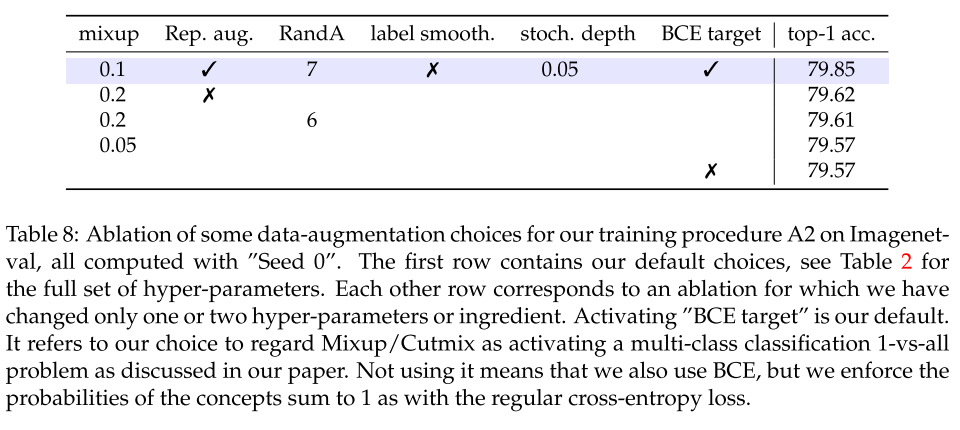 mixup Rep. aug. RandA label smooth. stoch. depth BCE target top-1 acc.
0.1 ✓ 7 ✗ 0.05 ✓ 79.85
0.2 ✗ 79.62
0.2 6 79.61
0.05 79.57
✗ 79.57
Table 8: Ablation of some data-augmentation choices for our training procedure A2 on Imagenet-
val, all computed with ”Seed 0”. The first row contains our default choices, see Table 2 for
the full set of hyper-parameters. Each other row corresponds to an ablation for which we have
changed only one or two hyper-parameters or ingredient. Activating ”BCE target” is our default.
It refers to our choice to regard Mixup/Cutmix as activating a multi-class classification 1-vs-all
problem as discussed in our paper. Not using it means that we also use BCE, but we enforce the
probabilities of the concepts sum to 1 as with the regular cross-entropy loss.